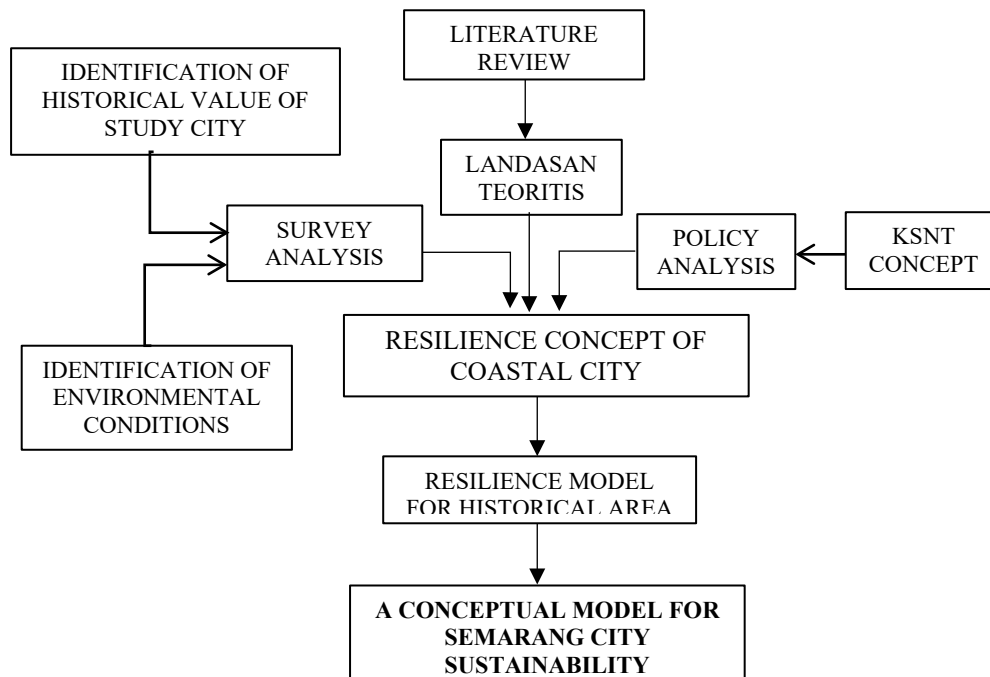 LITERATURE
REVIEW
IDENTIFICATION OF
HISTORICAL VALUE OF
STUDY CITY
LANDASAN
TEORITIS
SURVEY
ANALYSIS
POLICY
ANALYSIS
KSNT
CONCEPT
RESILIENCE CONCEPT OF
COASTAL CITY
IDENTIFICATION OF
ENVIRONMENTAL
CONDITIONS
RESILIENCE MODEL
FOR HISTORICAL AREA
A CONCEPTUAL MODEL FOR
SEMARANG CITY
SUSTAINABILITY